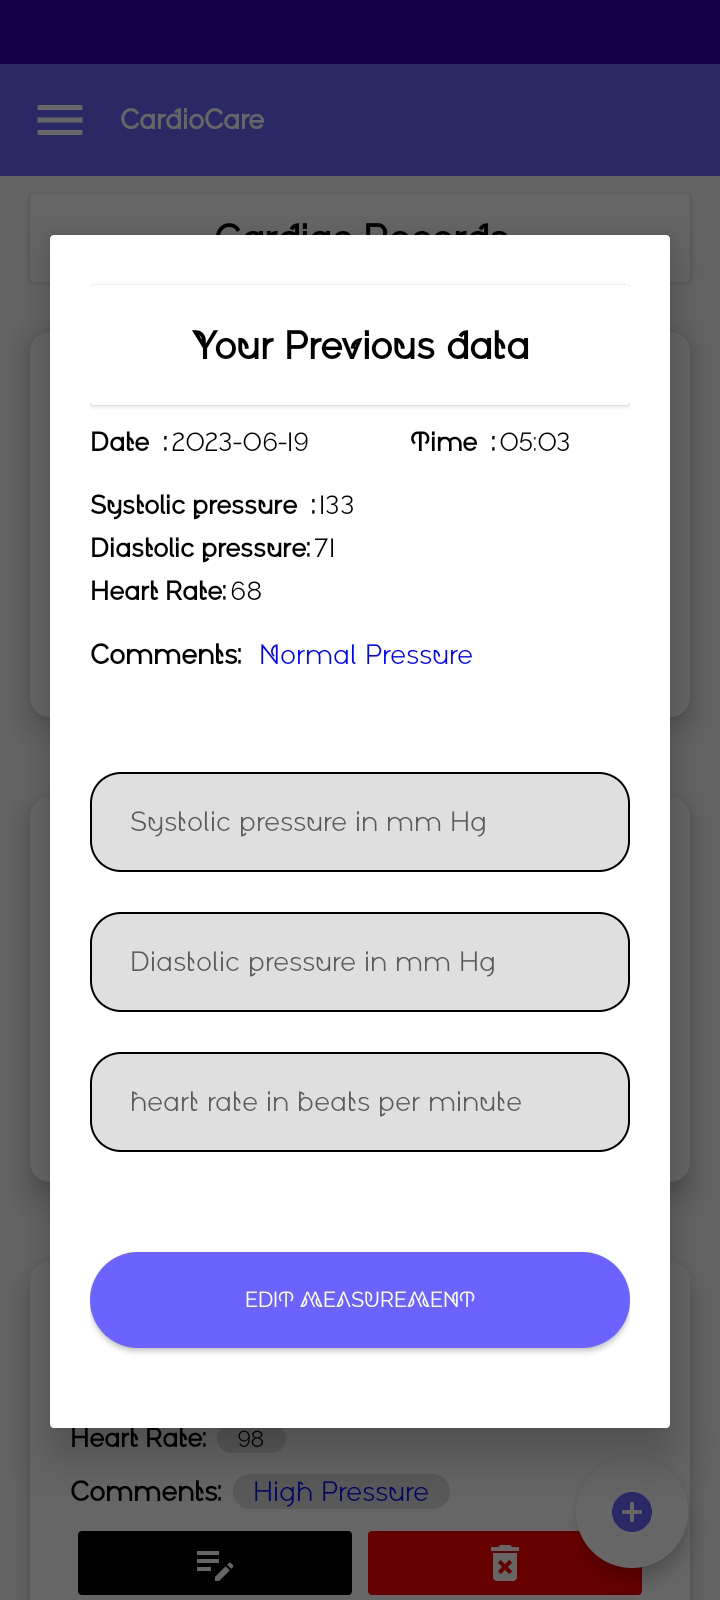 CardioCare
Cardiac Records
Your Previous data
Date : 2023-06-19 Time : 05:03
Systolic pressure : 133
Diastolic pressure: 71
Heart Rate: 68
Comments: Normal Pressure
Systolic pressure in mm Hg
Diastolic pressure in mm Hg
heart rate in beats per minute
EDIT MEASUREMENT
Heart Rate: 98
Comments: High Pressure